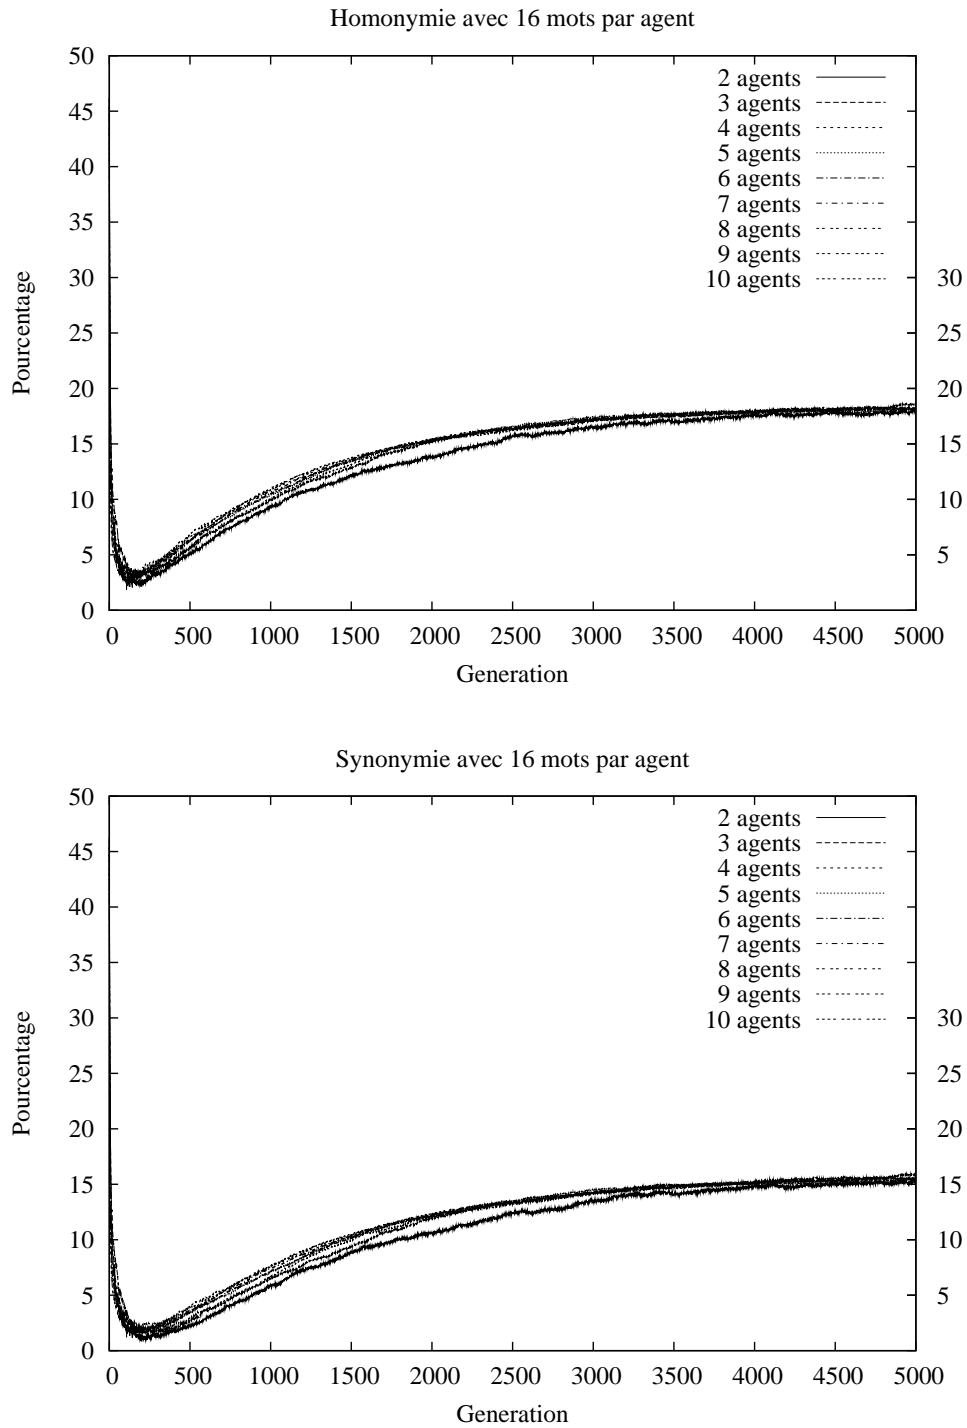 Homonymie avec 16 mots par agent
50
45
40
35
30
25
20
15
10
5
0
Pourcentage
2 agents
3 agents
4 agents
5 agents
6 agents
7 agents
8 agents
9 agents
10 agents
30
25
20
15
10
5
0 500 1000 1500 2000 2500 3000 3500 4000 4500 5000
Generation
Synonymie avec 16 mots par agent
50
45
40
35
30
25
20
15
10
5
0
Pourcentage
2 agents
3 agents
4 agents
5 agents
6 agents
7 agents
8 agents
9 agents
10 agents
30
25
20
15
10
5
0 500 1000 1500 2000 2500 3000 3500 4000 4500 5000
Generation